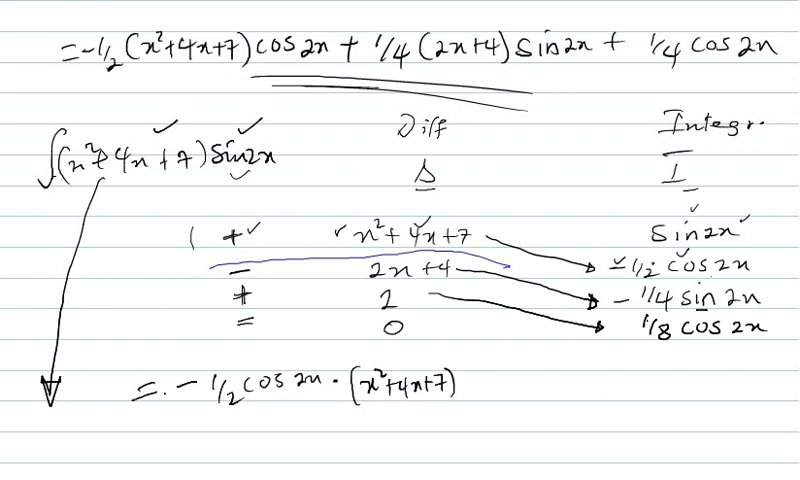 =-1/2 (x²+4x+7) cos 2x + 1/4 (2x+4) sin 2x + 1/4 cos 2x
Diff Integr.
∫(x²+4x+7) sin2x D I
+ x²+4x+7 sin 2x
- 2x+4 -1/2 cos 2x
+ 2 -1/4 sin 2x
= 0 1/8 cos 2x
= -1/2 cos 2x · (x²+4x+7)